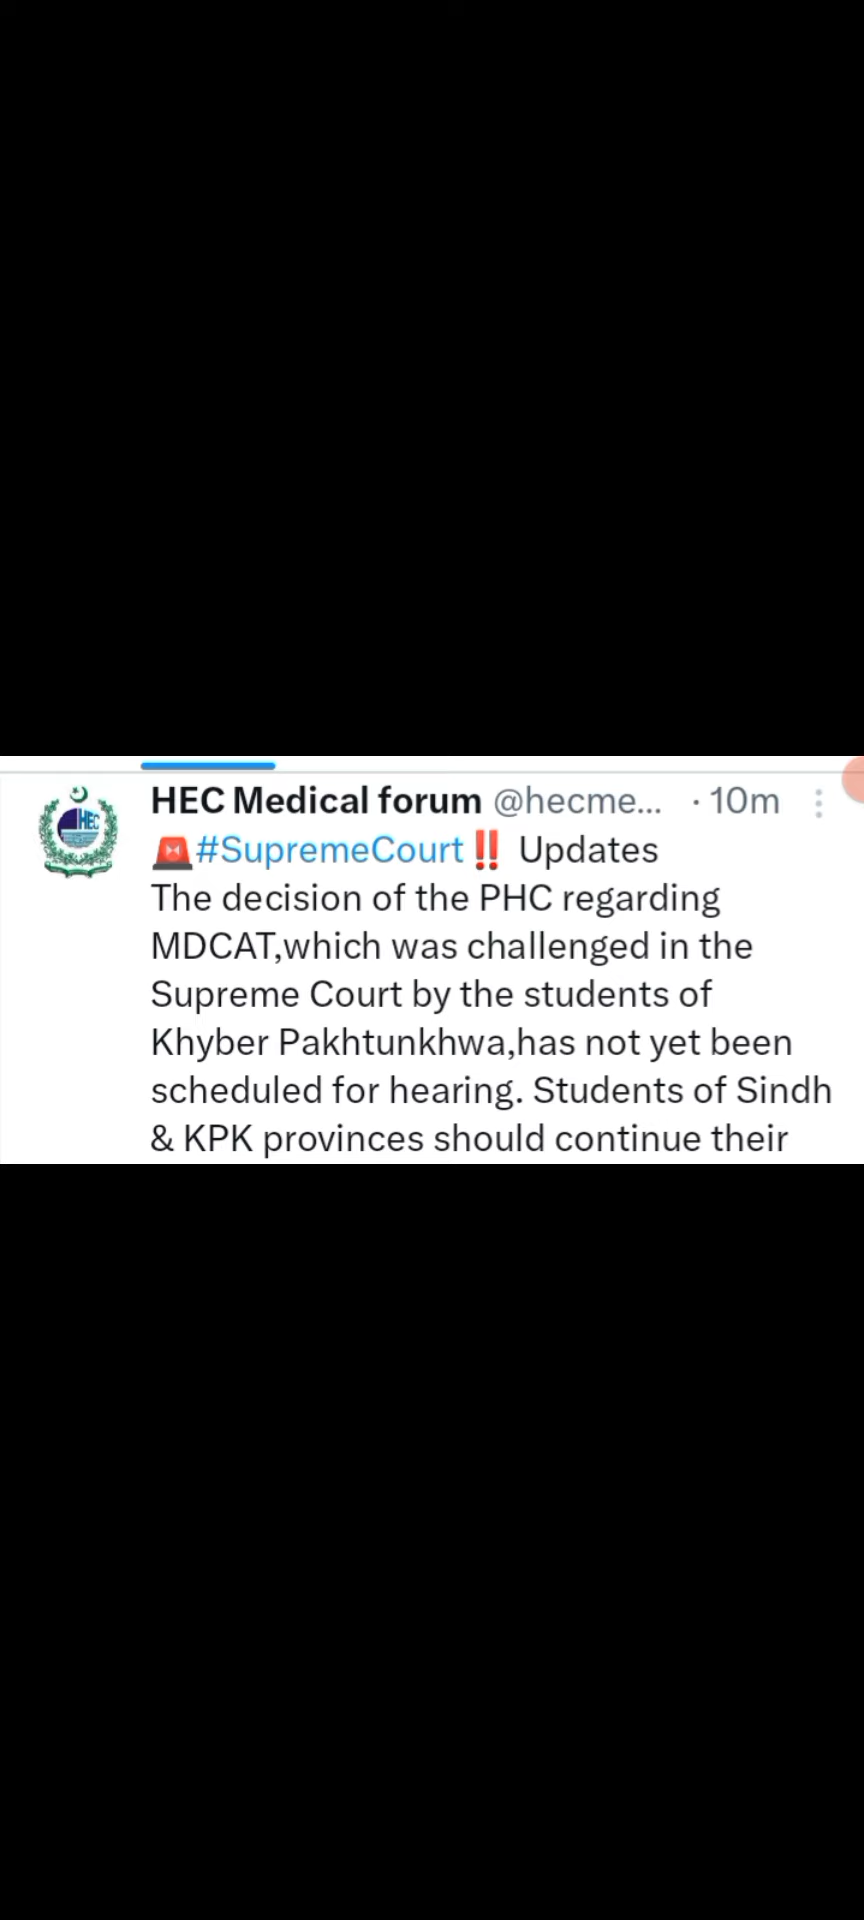 HEC Medical forum @hecme... · 10m
🚨#SupremeCourt‼️ Updates
The decision of the PHC regarding
MDCAT,which was challenged in the
Supreme Court by the students of
Khyber Pakhtunkhwa,has not yet been
scheduled for hearing. Students of Sindh
& KPK provinces should continue their
HEC